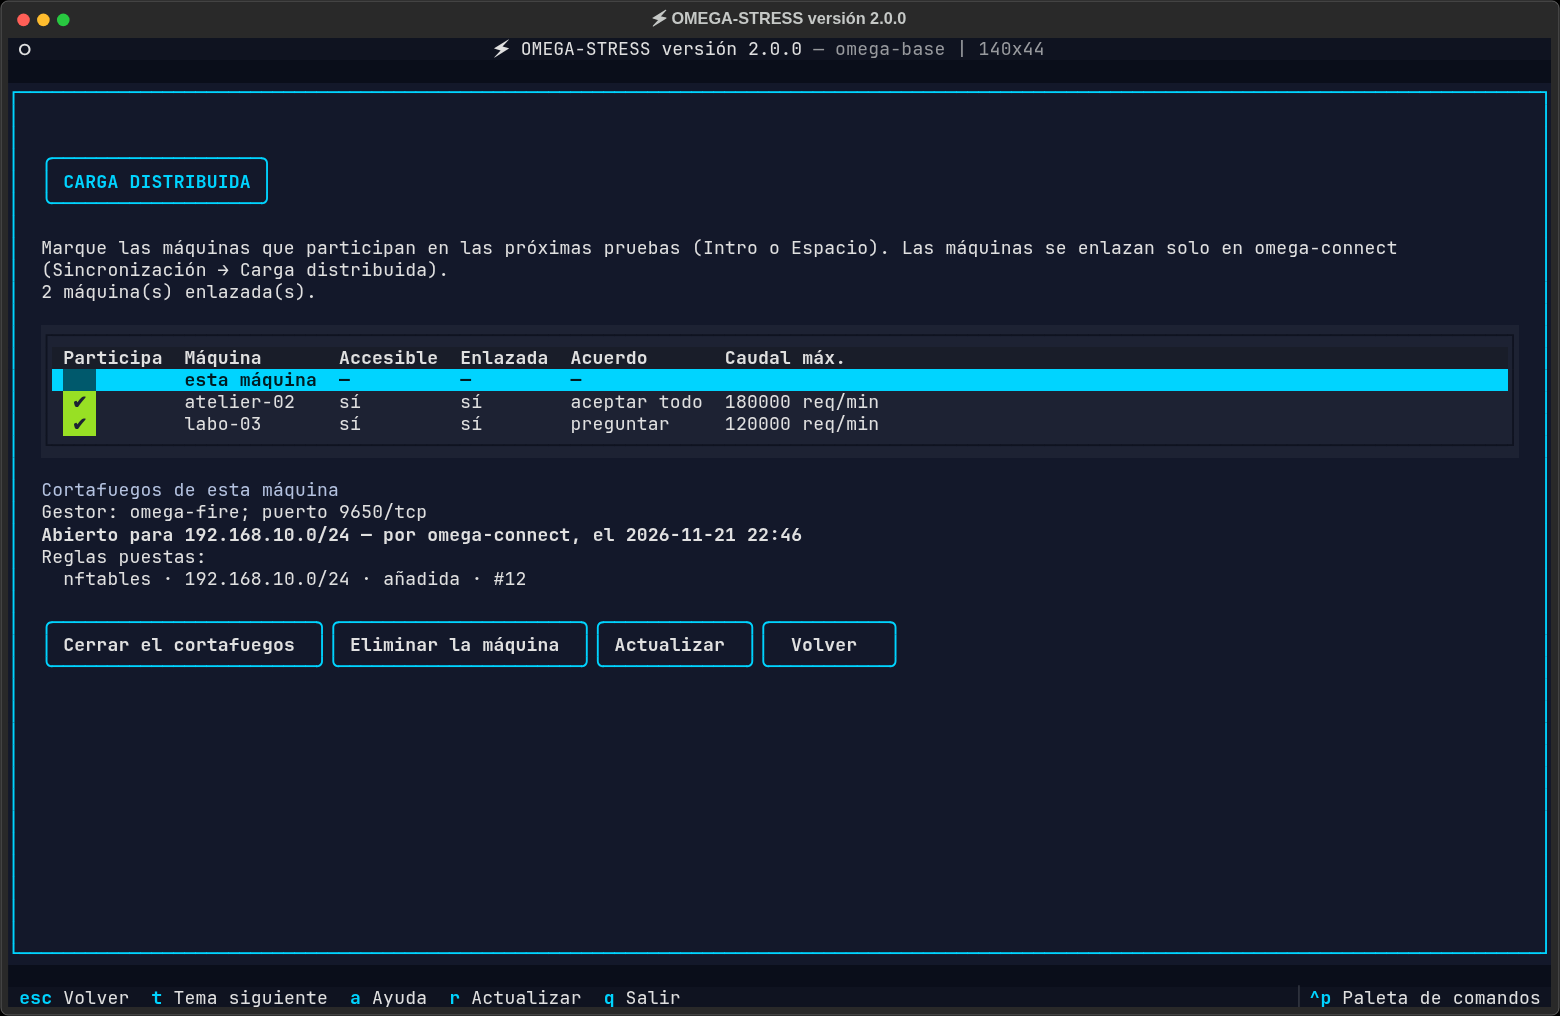 ⚡ OMEGA-STRESS versión 2.0.0
⚡ OMEGA-STRESS versión 2.0.0 — omega-base | 140x44
CARGA DISTRIBUIDA
Marque las máquinas que participan en las próximas pruebas (Intro o Espacio). Las máquinas se enlazan solo en omega-connect
(Sincronización → Carga distribuida).
2 máquina(s) enlazada(s).
Participa Máquina Accesible Enlazada Acuerdo Caudal máx.
esta máquina — — —
✔ atelier-02 sí sí aceptar todo 180000 req/min
✔ labo-03 sí sí preguntar 120000 req/min
Cortafuegos de esta máquina
Gestor: omega-fire; puerto 9650/tcp
Abierto para 192.168.10.0/24 — por omega-connect, el 2026-11-21 22:46
Reglas puestas:
nftables · 192.168.10.0/24 · añadida · #12
Cerrar el cortafuegos Eliminar la máquina Actualizar Volver
esc Volver t Tema siguiente a Ayuda r Actualizar q Salir ^p Paleta de comandos